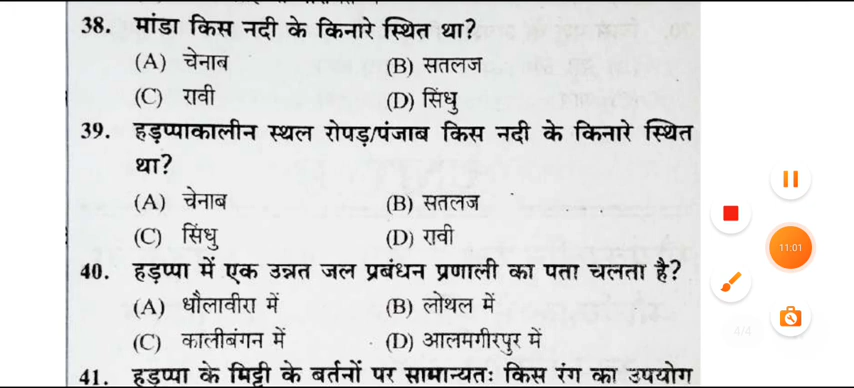 38. मांडा किस नदी के किनारे स्थित था?
(A) चेनाब (B) सतलज
(C) रावी (D) सिंधु
39. हड़प्पाकालीन स्थल रोपड़/पंजाब किस नदी के किनारे स्थित
था?
(A) चेनाब (B) सतलज
(C) सिंधु (D) रावी
40. हड़प्पा में एक उन्नत जल प्रबंधन प्रणाली का पता चलता है?
(A) धौलावीरा में (B) लोथल में
(C) कालीबंगन में (D) आलमगीरपुर में
41. हड़प्पा के मिट्टी के बर्तनों पर सामान्यतः किस रंग का उपयोग
11:01
4/4